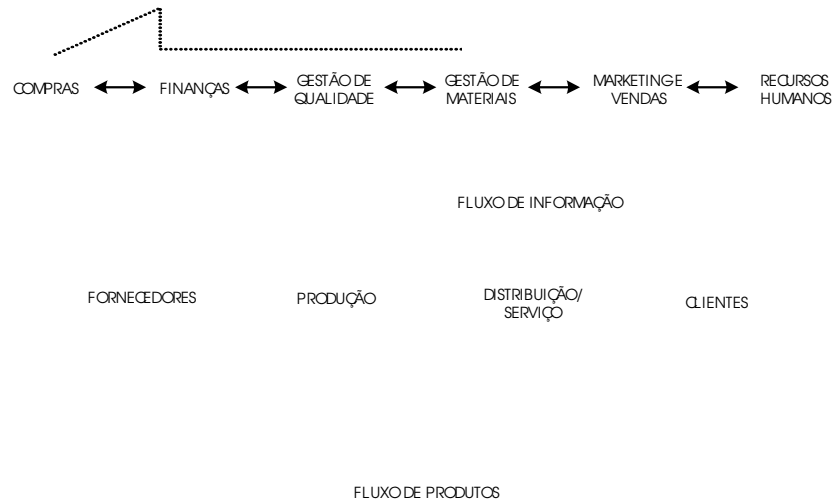 COMPRAS FINANÇAS GESTÃO DE QUALIDADE GESTÃO DE MATERIAIS MARKETING E VENDAS RECURSOS HUMANOS
FLUXO DE INFORMAÇÃO
FORNECEDORES PRODUÇÃO DISTRIBUIÇÃO/ SERVIÇO CLIENTES
FLUXO DE PRODUTOS